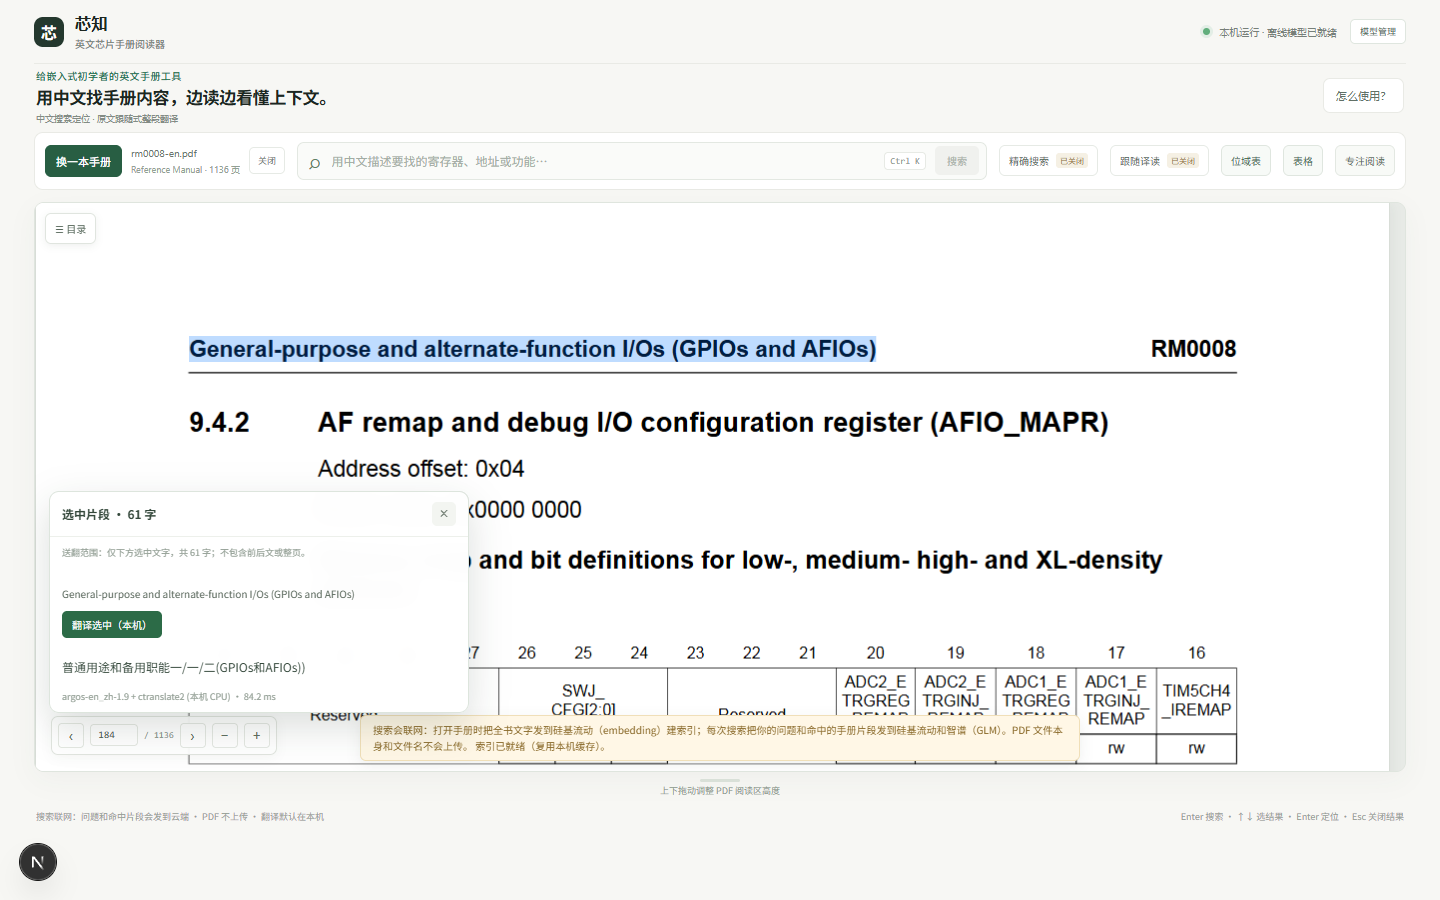 芯 芯知
英文芯片手册阅读器
本机运行 · 离线模型已就绪 模型管理
给嵌入式初学者的英文手册工具
用中文找手册内容，边读边看懂上下文。
中文搜索定位 · 原文跟随式整段翻译
怎么使用？
换一本手册 rm0008-en.pdf
Reference Manual · 1136 页
关闭 用中文描述要找的寄存器、地址或功能… Ctrl K 搜索 精确搜索 已关闭 跟随译读 已关闭 位域表 表格 专注阅读
☰ 目录
General-purpose and alternate-function I/Os (GPIOs and AFIOs) RM0008
9.4.2 AF remap and debug I/O configuration register (AFIO_MAPR)
Address offset: 0x04
x0000 0000
and bit definitions for low-, medium- high- and XL-density
选中片段 · 61 字 ×
送翻范围：仅下方选中文字，共 61 字；不包含前后文或整页。
General-purpose and alternate-function I/Os (GPIOs and AFIOs)
翻译选中（本机）
普通用途和备用职能一/一/二(GPIOs和AFIOs))
argos-en_zh-1.9 + ctranslate2 (本机 CPU) · 84.2 ms
27 26 25 24 23 22 21 20 19 18 17 16
Reserved
SWJ_
CFG[2:0]
Reserved
ADC2_E
TRGREG
_REMAP
ADC2_E
TRGINJ_
REMAP
ADC1_E
TRGREG
_REMAP
ADC1_E
TRGINJ_
REMAP
TIM5CH4
_IREMAP
rw rw
‹ 184 / 1136 › − +
搜索会联网：打开手册时把全书文字发到硅基流动（embedding）建索引；每次搜索把你的问题和命中的手册片段发到硅基流动和智谱（GLM）。PDF 文件本
身和文件名不会上传。 索引已就绪（复用本机缓存）。
上下拖动调整 PDF 阅读区高度
搜索联网：问题和命中片段会发到云端 · PDF 不上传 · 翻译默认在本机
Enter 搜索 · ↑↓ 选结果 · Enter 定位 · Esc 关闭结果
N